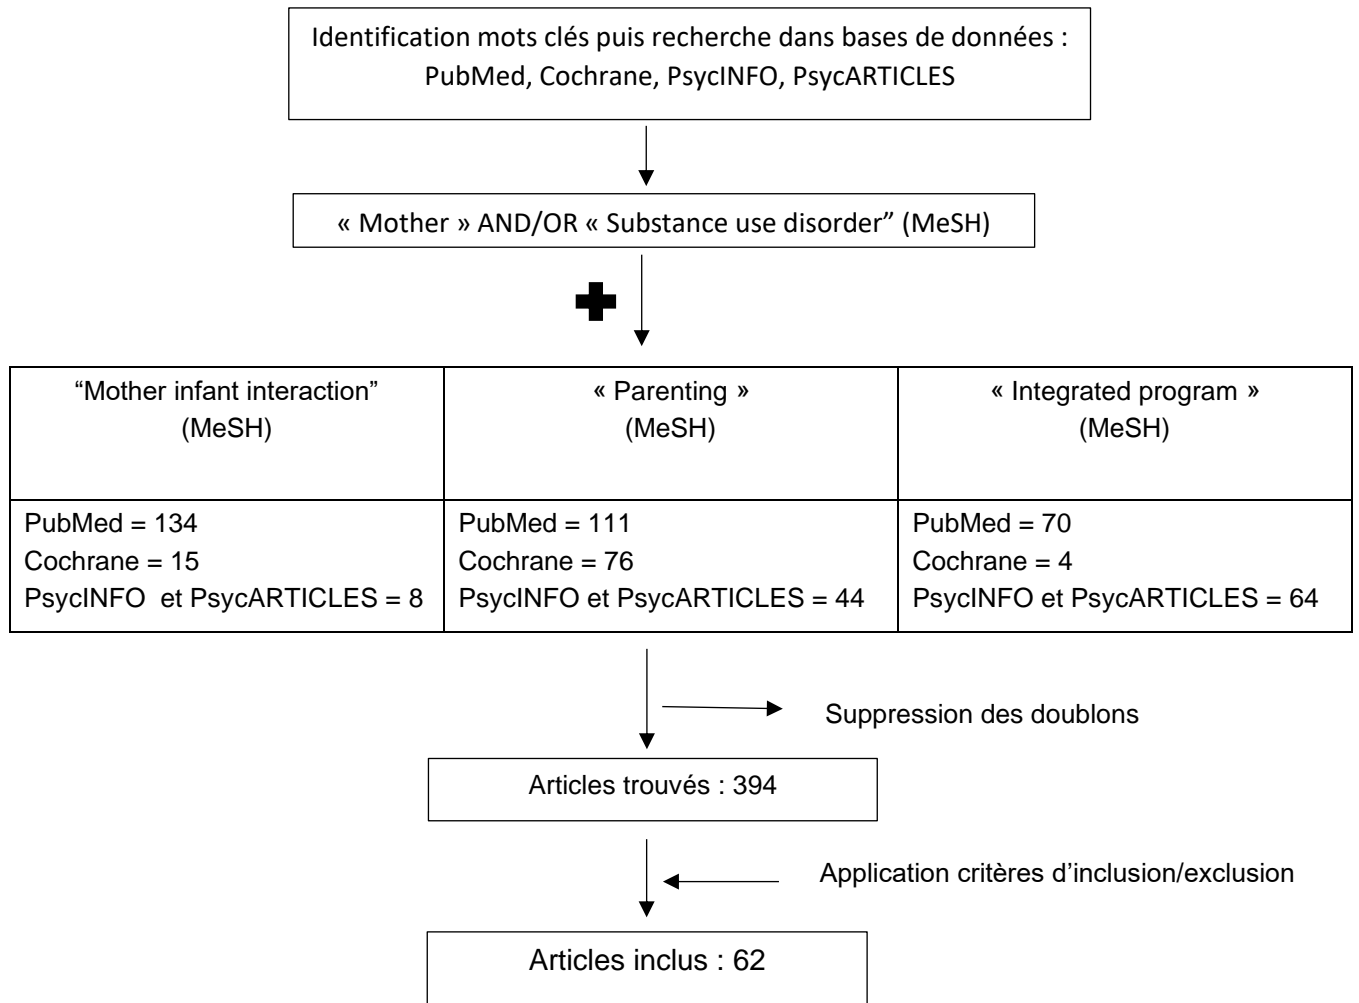 Identification mots clés puis recherche dans bases de données :
PubMed, Cochrane, PsycINFO, PsycARTICLES
« Mother » AND/OR « Substance use disorder” (MeSH)
“Mother infant interaction”
(MeSH)
« Parenting »
(MeSH)
« Integrated program »
(MeSH)
PubMed = 134
Cochrane = 15
PsycINFO et PsycARTICLES = 8
PubMed = 111
Cochrane = 76
PsycINFO et PsycARTICLES = 44
PubMed = 70
Cochrane = 4
PsycINFO et PsycARTICLES = 64
Suppression des doublons
Articles trouvés : 394
Application critères d’inclusion/exclusion
Articles inclus : 62